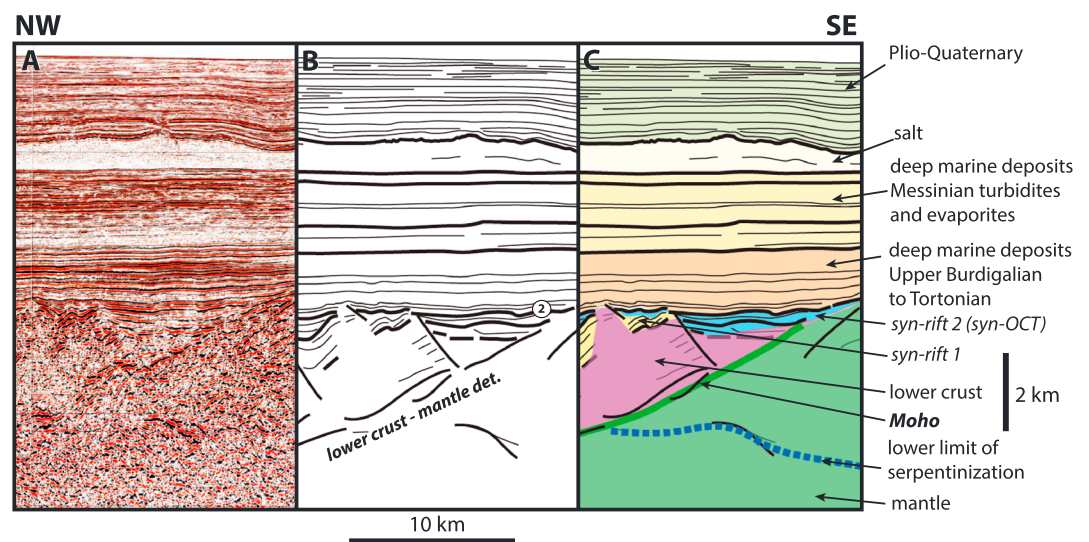 NW
SE
A
B
C
Plio-Quaternary
salt
deep marine deposits
Messinian turbidites
and evaporites
deep marine deposits
Upper Burdigalian
to Tortonian
2
syn-rift 2 (syn-OCT)
syn-rift 1
lower crust
2 km
Moho
lower crust - mantle det.
lower limit of
serpentinization
mantle
10 km